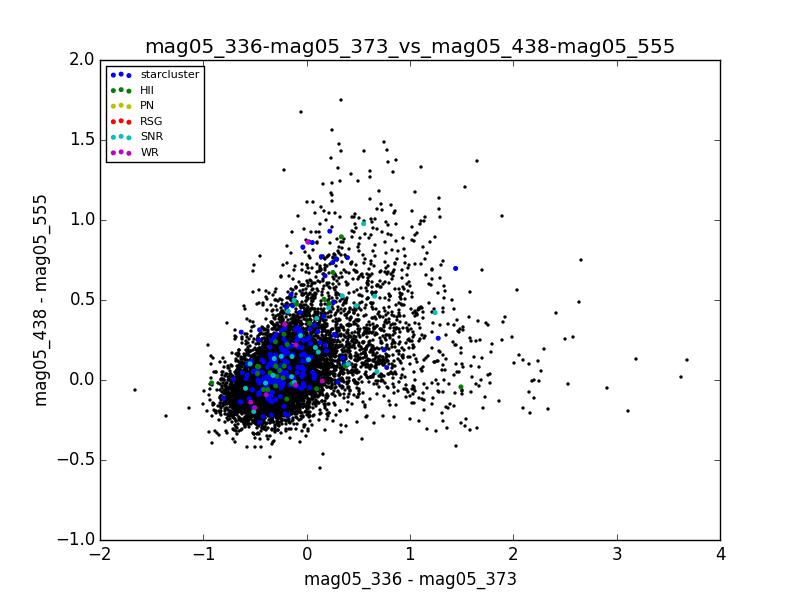 mag05_336-mag05_373_vs_mag05_438-mag05_555
2.0
1.5
1.0
0.5
0.0
−0.5
−1.0
mag05_438 - mag05_555
starcluster
HII
PN
RSG
SNR
WR
−2 −1 0 1 2 3 4
mag05_336 - mag05_373